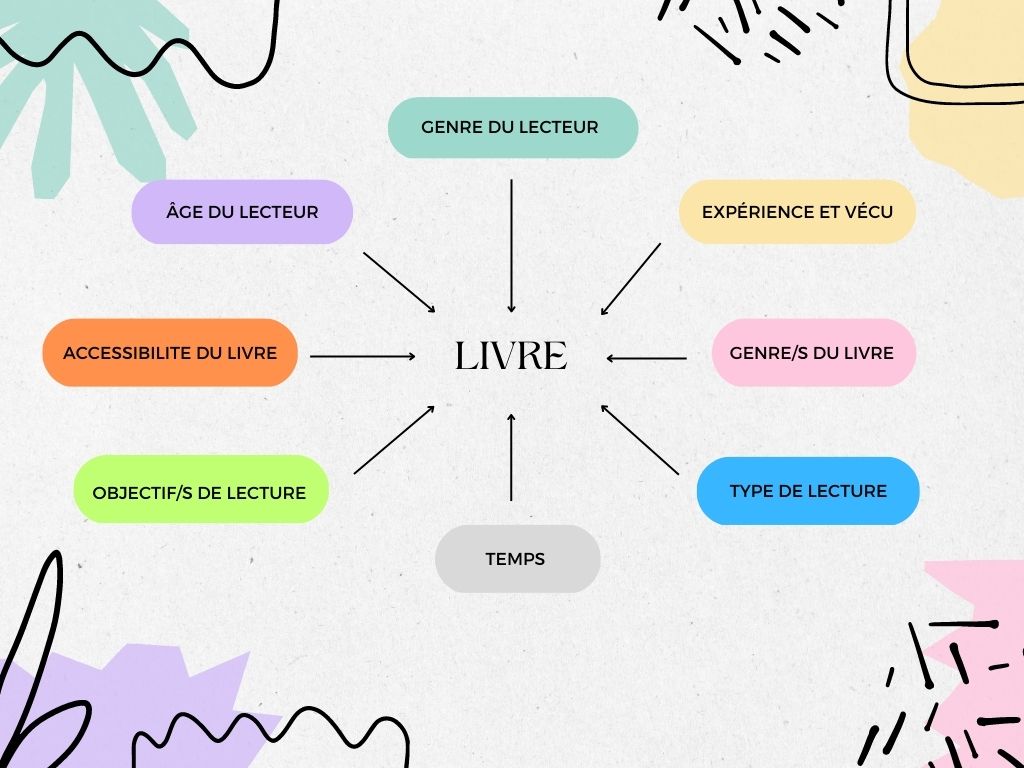 GENRE DU LECTEUR
ÂGE DU LECTEUR
EXPÉRIENCE ET VÉCU
ACCESSIBILITE DU LIVRE
LIVRE
GENRE/S DU LIVRE
OBJECTIF/S DE LECTURE
TYPE DE LECTURE
TEMPS